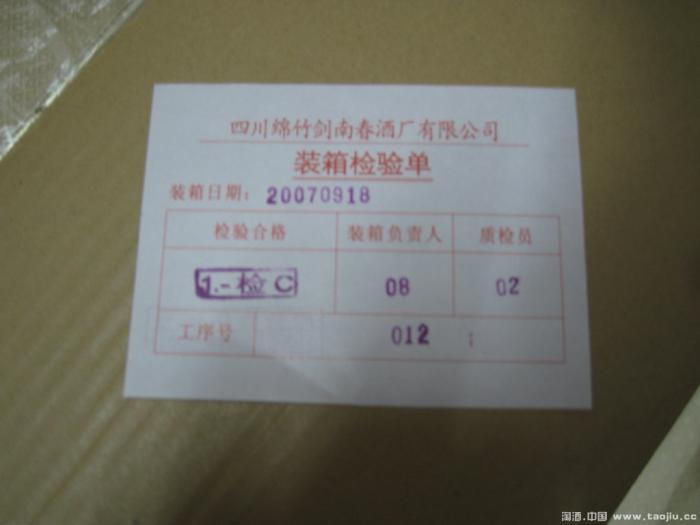 四川绵竹剑南春酒厂有限公司
装箱检验单
装箱日期: 20070918
检验合格 装箱负责人 质检员
1.-检C 08 02
工序号 012
淘酒.中国 www.taojiu.cc